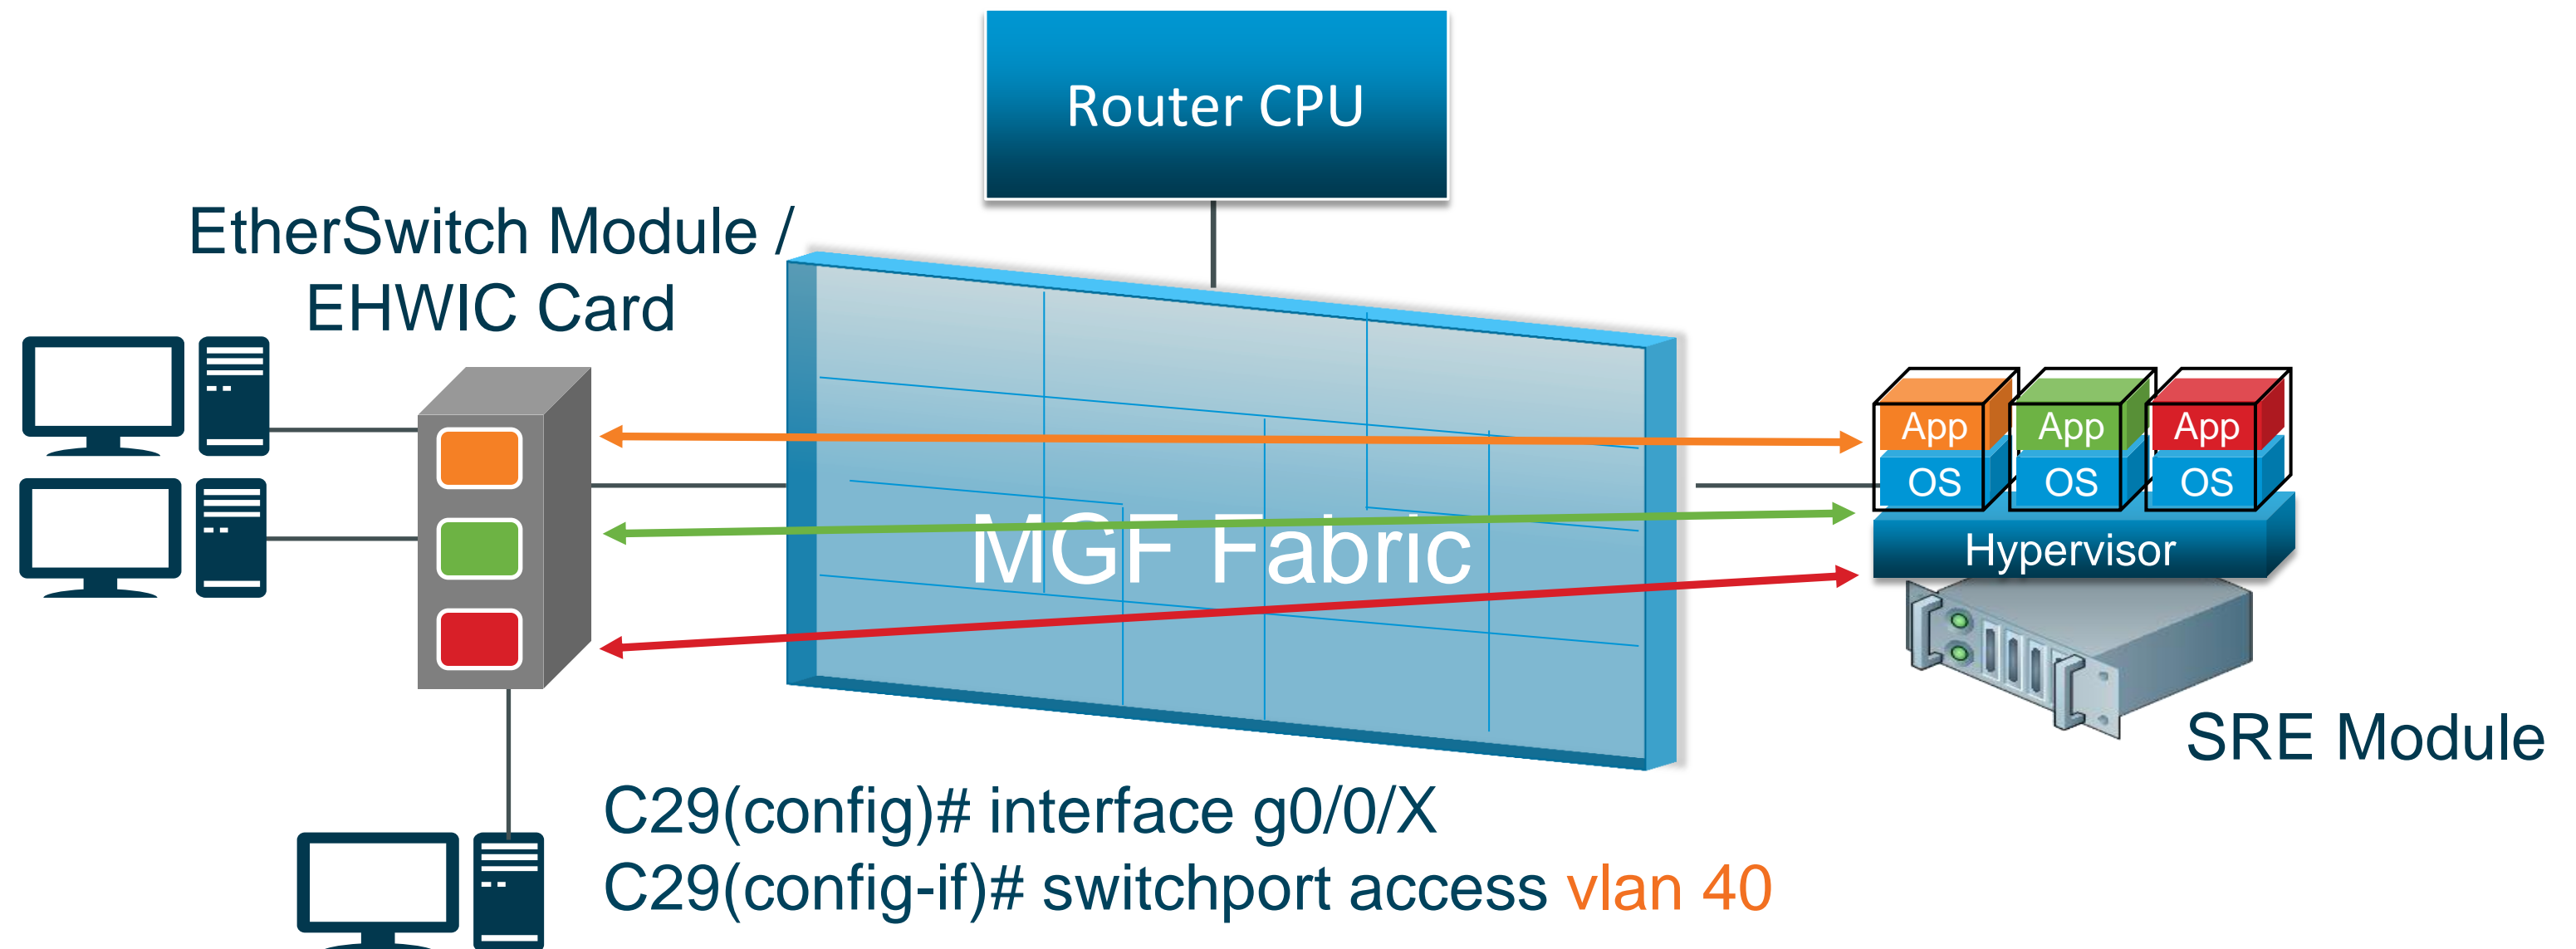 Router CPU
EtherSwitch Module /
EHWIC Card
MGF Fabric
App
App
App
OS
OS
OS
Hypervisor
SRE Module
C29(config)# interface g0/0/X
C29(config-if)# switchport access vlan 40